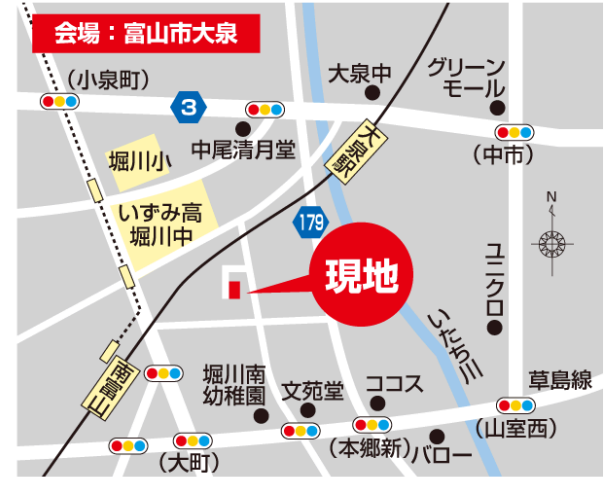 会場：富山市大泉
(小泉町)
3
大泉中
グリーン
モール
中尾清月堂
大泉駅
(中市)
堀川小
いずみ高
堀川中
179
N
現地
ユニクロ
いたち川
南富山
堀川南
幼稚園
文苑堂
ココス
草島線
(大町)
(本郷新)
バロー
(山室西)